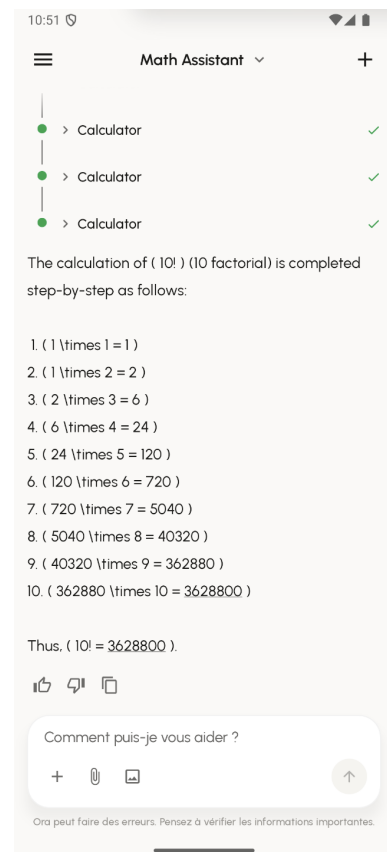 10:51
Math Assistant
Calculator
Calculator
Calculator
The calculation of ( 10! ) (10 factorial) is completed
step-by-step as follows:
1. ( 1 \times 1 = 1 )
2. ( 1 \times 2 = 2 )
3. ( 2 \times 3 = 6 )
4. ( 6 \times 4 = 24 )
5. ( 24 \times 5 = 120 )
6. ( 120 \times 6 = 720 )
7. ( 720 \times 7 = 5040 )
8. ( 5040 \times 8 = 40320 )
9. ( 40320 \times 9 = 362880 )
10. ( 362880 \times 10 = 3628800 )
Thus, ( 10! = 3628800 ).
Comment puis-je vous aider ?
Ora peut faire des erreurs. Pensez à vérifier les informations importantes.